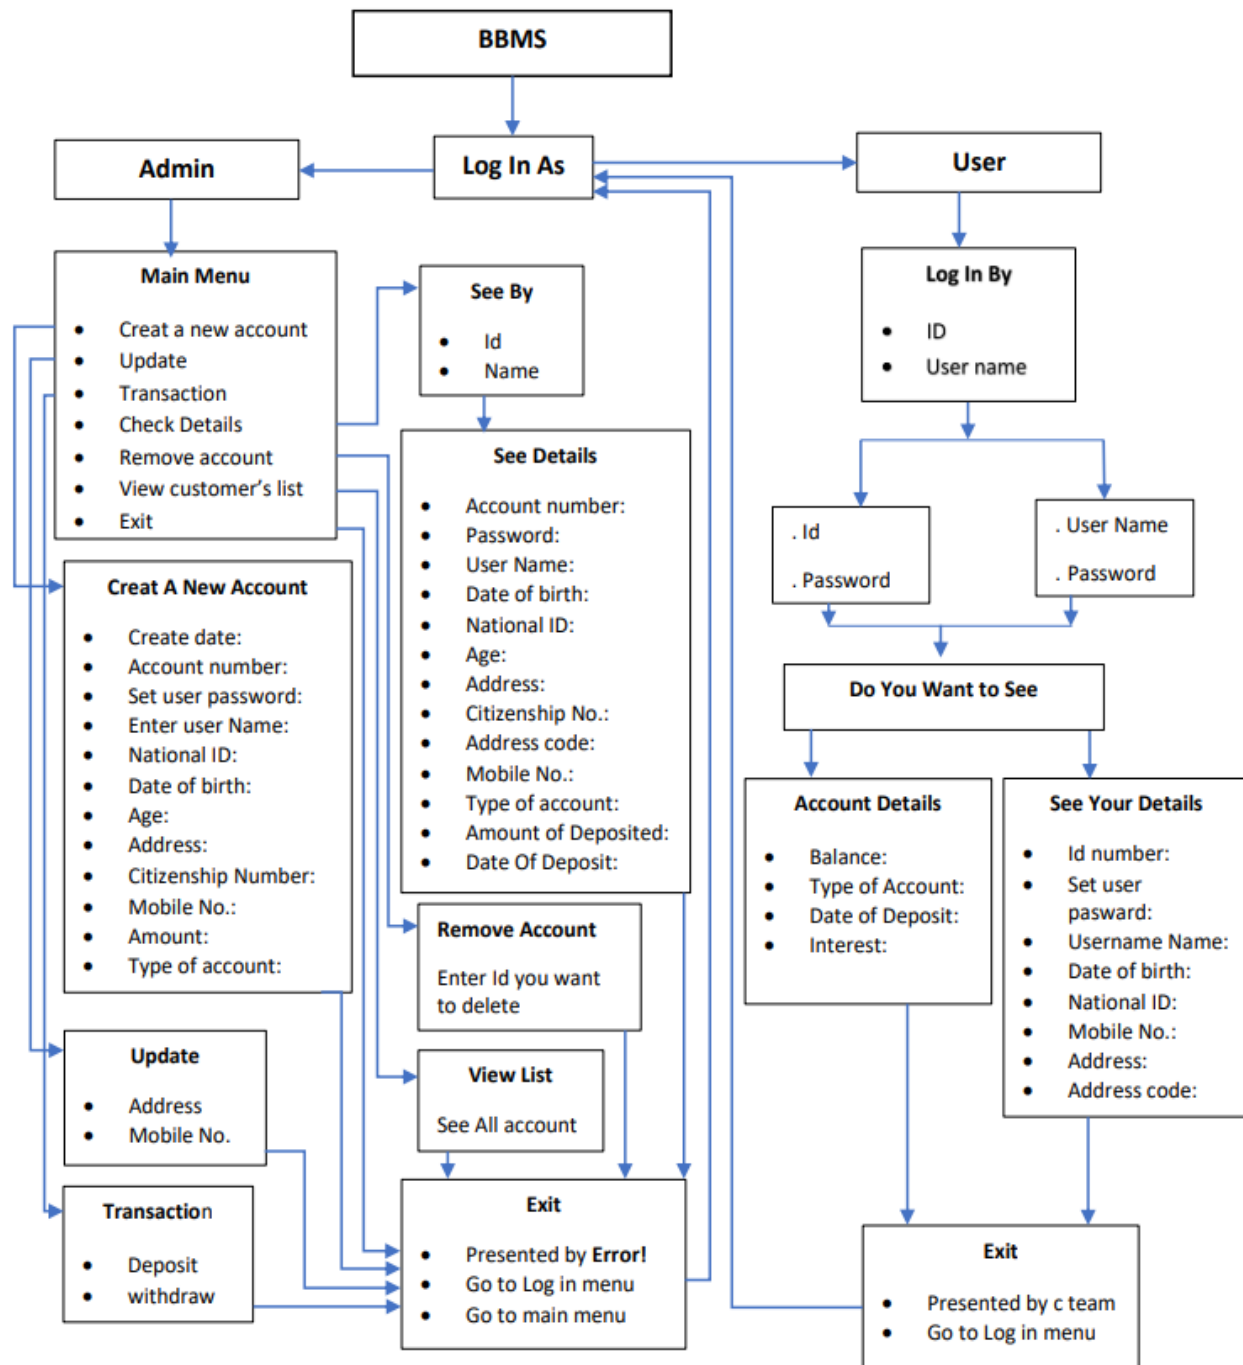 BBMS
Admin
Log In As
User
Main Menu
• Creat a new account
• Update
• Transaction
• Check Details
• Remove account
• View customer’s list
• Exit
See By
• Id
• Name
Log In By
• ID
• User name
See Details
• Account number:
• Password:
• User Name:
• Date of birth:
• National ID:
• Age:
• Address:
• Citizenship No.:
• Address code:
• Mobile No.:
• Type of account:
• Amount of Deposited:
• Date Of Deposit:
. Id
. Password
. User Name
. Password
Creat A New Account
• Create date:
• Account number:
• Set user password:
• Enter user Name:
• National ID:
• Date of birth:
• Age:
• Address:
• Citizenship Number:
• Mobile No.:
• Amount:
• Type of account:
Do You Want to See
Account Details
• Balance:
• Type of Account:
• Date of Deposit:
• Interest:
See Your Details
• Id number:
• Set user
pasward:
• Username Name:
• Date of birth:
• National ID:
• Mobile No.:
• Address:
• Address code:
Remove Account
Enter Id you want
to delete
Update
• Address
• Mobile No.
View List
See All account
Transaction
• Deposit
• withdraw
Exit
• Presented by Error!
• Go to Log in menu
• Go to main menu
Exit
• Presented by c team
• Go to Log in menu